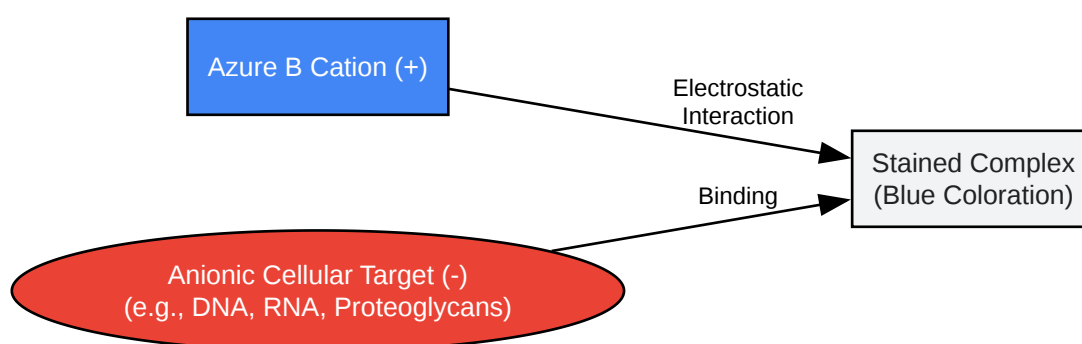 Azure B Cation (+)
Electrostatic
Interaction
Stained Complex
(Blue Coloration)
Binding
Anionic Cellular Target (-)
(e.g., DNA, RNA, Proteoglycans)